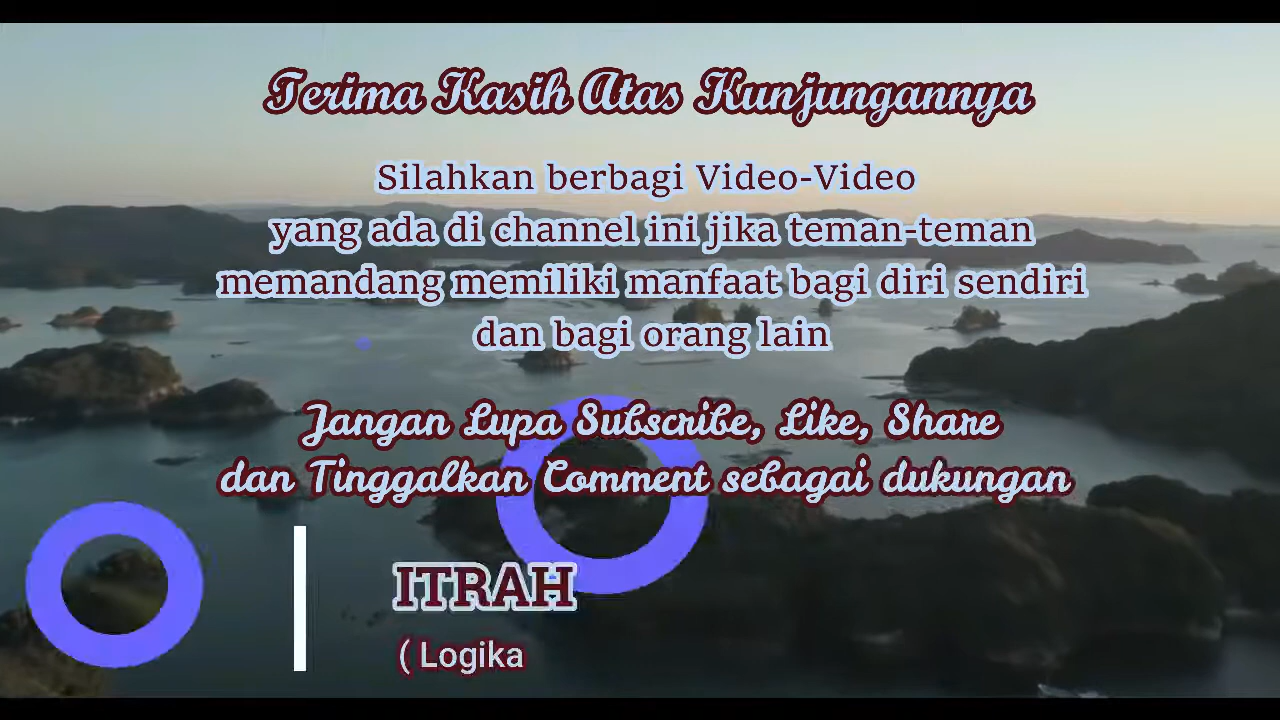 Terima Kasih Atas Kunjungannya
Silahkan berbagi Video-Video
yang ada di channel ini jika teman-teman
memandang memiliki manfaat bagi diri sendiri
dan bagi orang lain
Jangan Lupa Subscribe, Like, Share
dan Tinggalkan Comment sebagai dukungan
ITRAH
( Logika